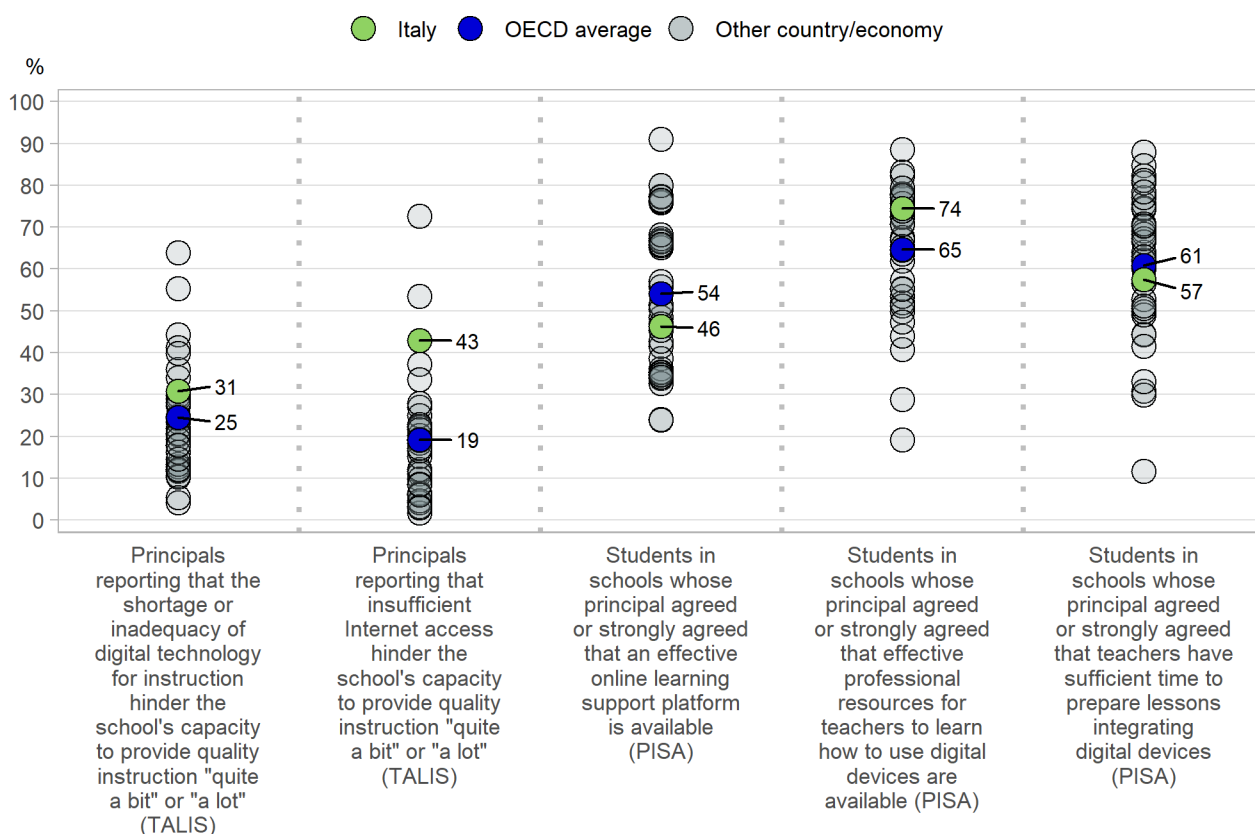 Italy OECD average Other country/economy
%
100
90
80
70
60
50
40
30
20
10
0
31
25
43
19
54
46
74
65
61
57
Principals
reporting that the
shortage or
inadequacy of
digital technology
for instruction
hinder the
school's capacity
to provide quality
instruction "quite
a bit" or "a lot"
(TALIS)
Principals
reporting that
insufficient
Internet access
hinder the
school's capacity
to provide quality
instruction "quite
a bit" or "a lot"
(TALIS)
Students in
schools whose
principal agreed
or strongly agreed
that an effective
online learning
support platform
is available
(PISA)
Students in
schools whose
principal agreed
or strongly agreed
that effective
professional
resources for
teachers to learn
how to use digital
devices are
available (PISA)
Students in
schools whose
principal agreed
or strongly agreed
that teachers have
sufficient time to
prepare lessons
integrating
digital devices
(PISA)